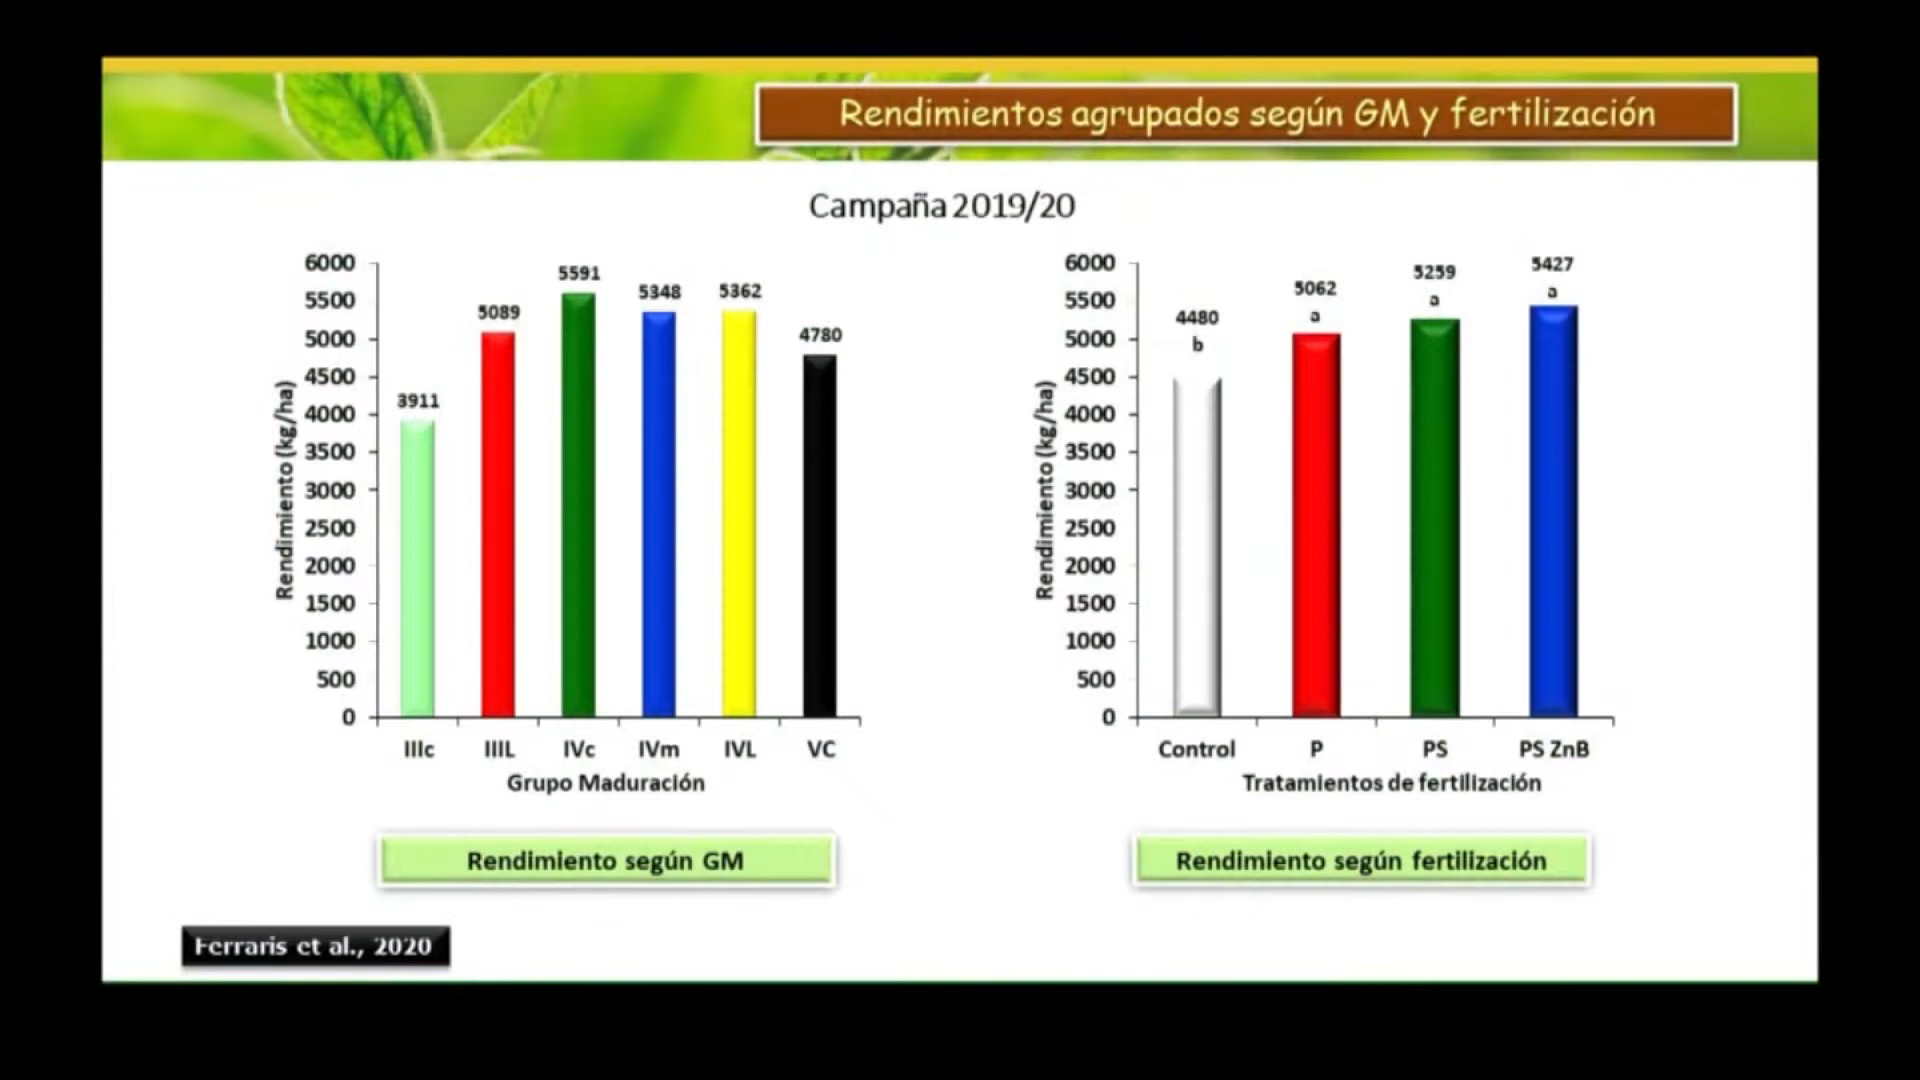 Rendimientos agrupados según GM y fertilización
Campaña 2019/20
6000
5500
5000
4500
4000
3500
3000
2500
2000
1500
1000
500
0
Rendimiento (kg/ha)
3911
5089
5591
5348
5362
4780
IIIc IIIL IVc IVm IVL VC
Grupo Maduración
Rendimiento según GM
6000
5500
5000
4500
4000
3500
3000
2500
2000
1500
1000
500
0
Rendimiento (kg/ha)
4480
b
5062
a
5259
a
5427
a
Control P PS PS ZnB
Tratamientos de fertilización
Rendimiento según fertilización
Ferraris et al., 2020